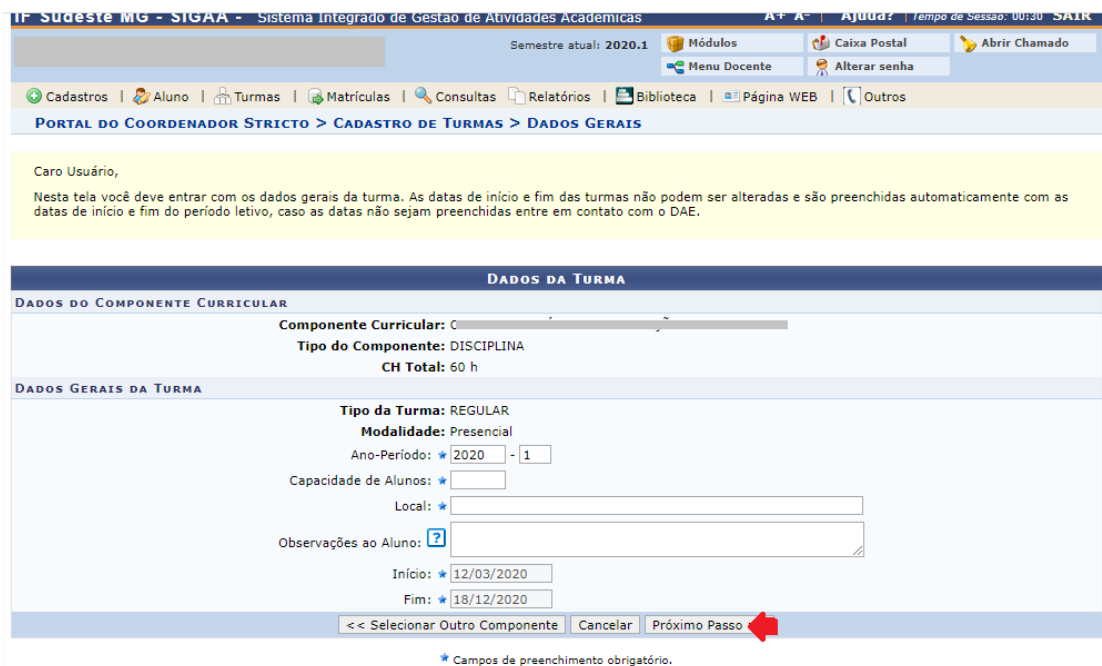 IF Sudeste MG - SIGAA - Sistema Integrado de Gestão de Atividades Acadêmicas A+ A- | Ajuda? | Tempo de Sessão: 00:30 SAIR
Semestre atual: 2020.1 Módulos Caixa Postal Abrir Chamado
Menu Docente Alterar senha
Cadastros | Aluno | Turmas | Matrículas | Consultas Relatórios | Biblioteca | Página WEB | Outros
PORTAL DO COORDENADOR STRICTO > CADASTRO DE TURMAS > DADOS GERAIS
Caro Usuário,
Nesta tela você deve entrar com os dados gerais da turma. As datas de início e fim das turmas não podem ser alteradas e são preenchidas automaticamente com as
datas de início e fim do período letivo, caso as datas não sejam preenchidas entre em contato com o DAE.
DADOS DA TURMA
DADOS DO COMPONENTE CURRICULAR
Componente Curricular:
Tipo do Componente: DISCIPLINA
CH Total: 60 h
DADOS GERAIS DA TURMA
Tipo da Turma: REGULAR
Modalidade: Presencial
Ano-Período: 2020 - 1
Capacidade de Alunos:
Local:
Observações ao Aluno: ?
Início: 12/03/2020
Fim: 18/12/2020
<< Selecionar Outro Componente Cancelar Próximo Passo
Campos de preenchimento obrigatório.